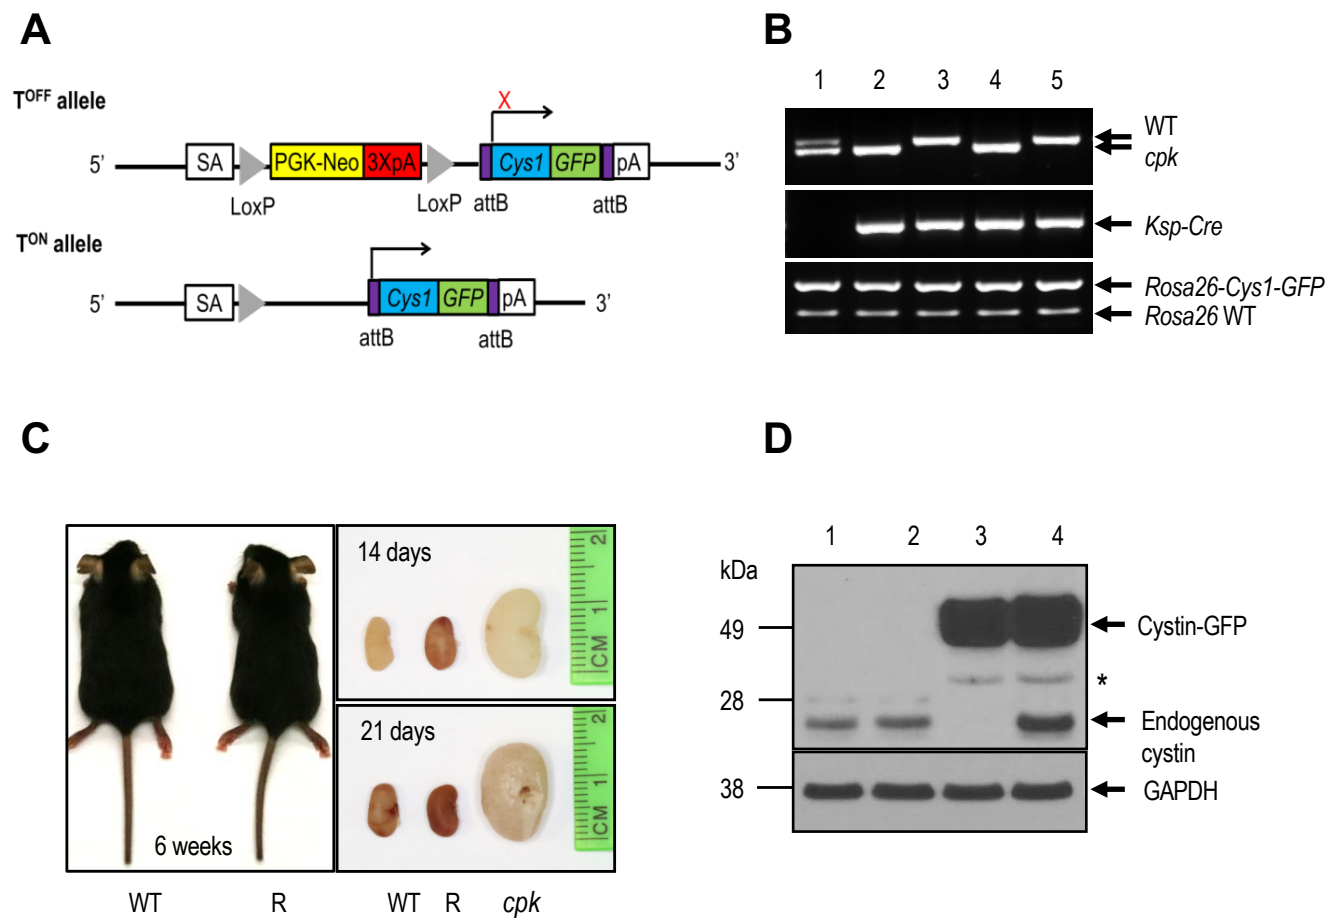 A
T^OFF allele
X
5’ SA PGK-Neo 3XpA Cys1 GFP pA 3’
LoxP LoxP attB attB
T^ON allele
5’ SA Cys1 GFP pA 3’
attB attB
B
1 2 3 4 5
WT
cpk
Ksp-Cre
Rosa26-Cys1-GFP
Rosa26 WT
C
6 weeks
14 days
CM 1 2
21 days
CM 1 2
WT R WT R cpk
D
1 2 3 4
kDa
49
28
38
Cystin-GFP
*
Endogenous
cystin
GAPDH